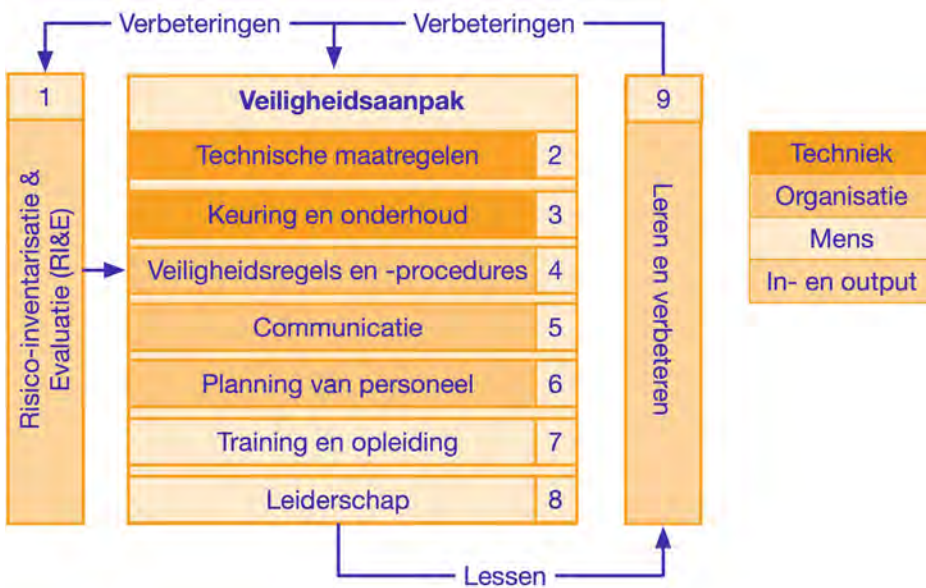 Verbeteringen
Verbeteringen
1
Risico-inventarisatie &
Evaluatie (RI&E)
Veiligheidsaanpak
Technische maatregelen 2
Keuring en onderhoud 3
Veiligheidsregels en -procedures 4
Communicatie 5
Planning van personeel 6
Training en opleiding 7
Leiderschap 8
9
Leren en verbeteren
Lessen
Techniek
Organisatie
Mens
In- en output